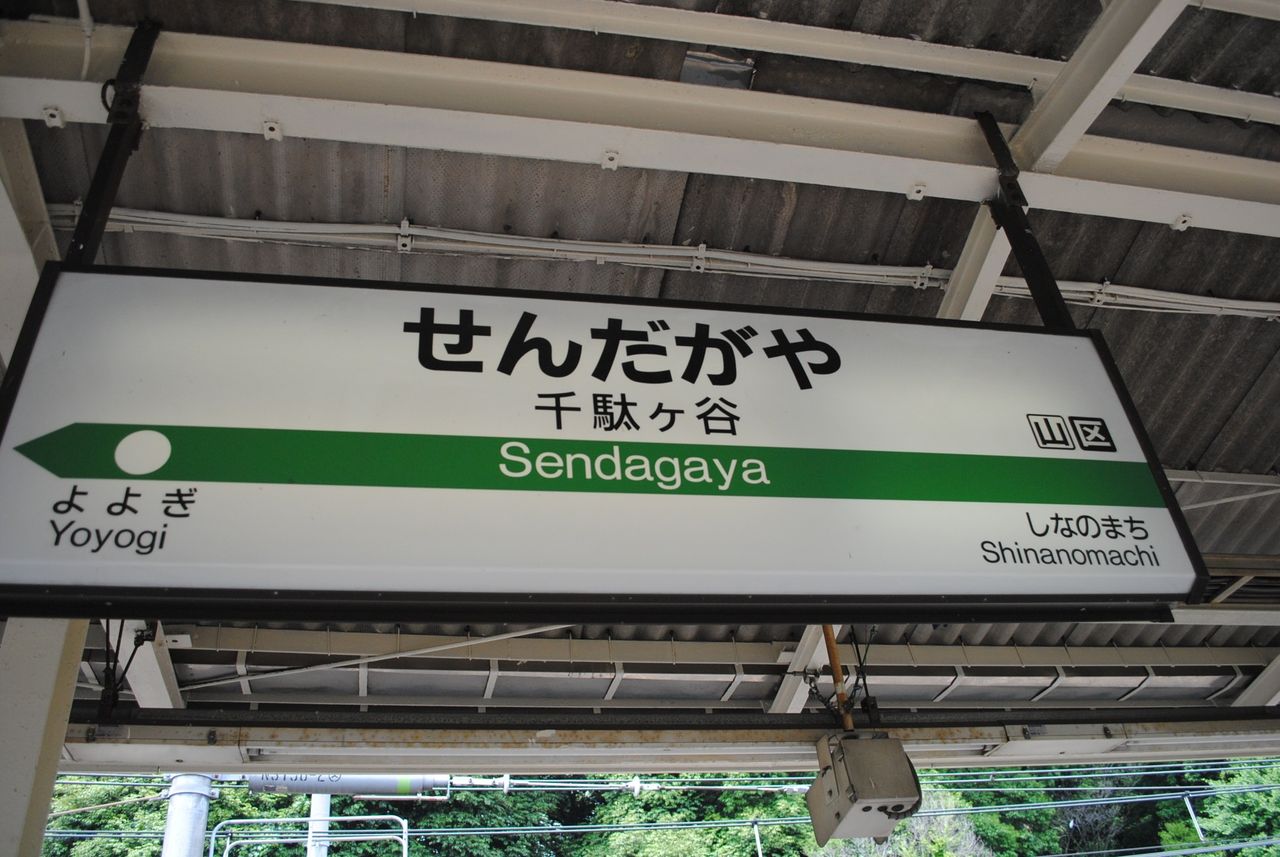 せんだがや
千駄ヶ谷
山区
Sendagaya
よよぎ
Yoyogi
しなのまち
Shinanomachi